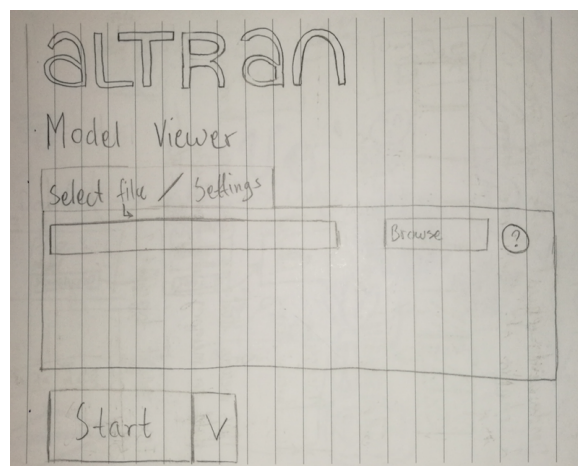 aLTRan
Model Viewer
Select file / Settings
Browse ?
Start V